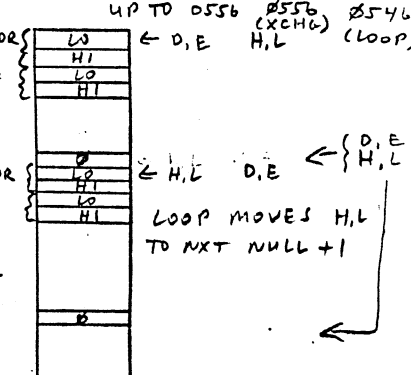 UP TO 0556 Ø556 Ø546
(XCHG) (LOOP,
OR { LO ← D,E H,L
HI
{ LO
HI
Ø
OR { LO ← H,L D,E ← { D,E
HI H,L
{ LO
HI LOOP MOVES H,L
TO NXT NULL +1
Ø